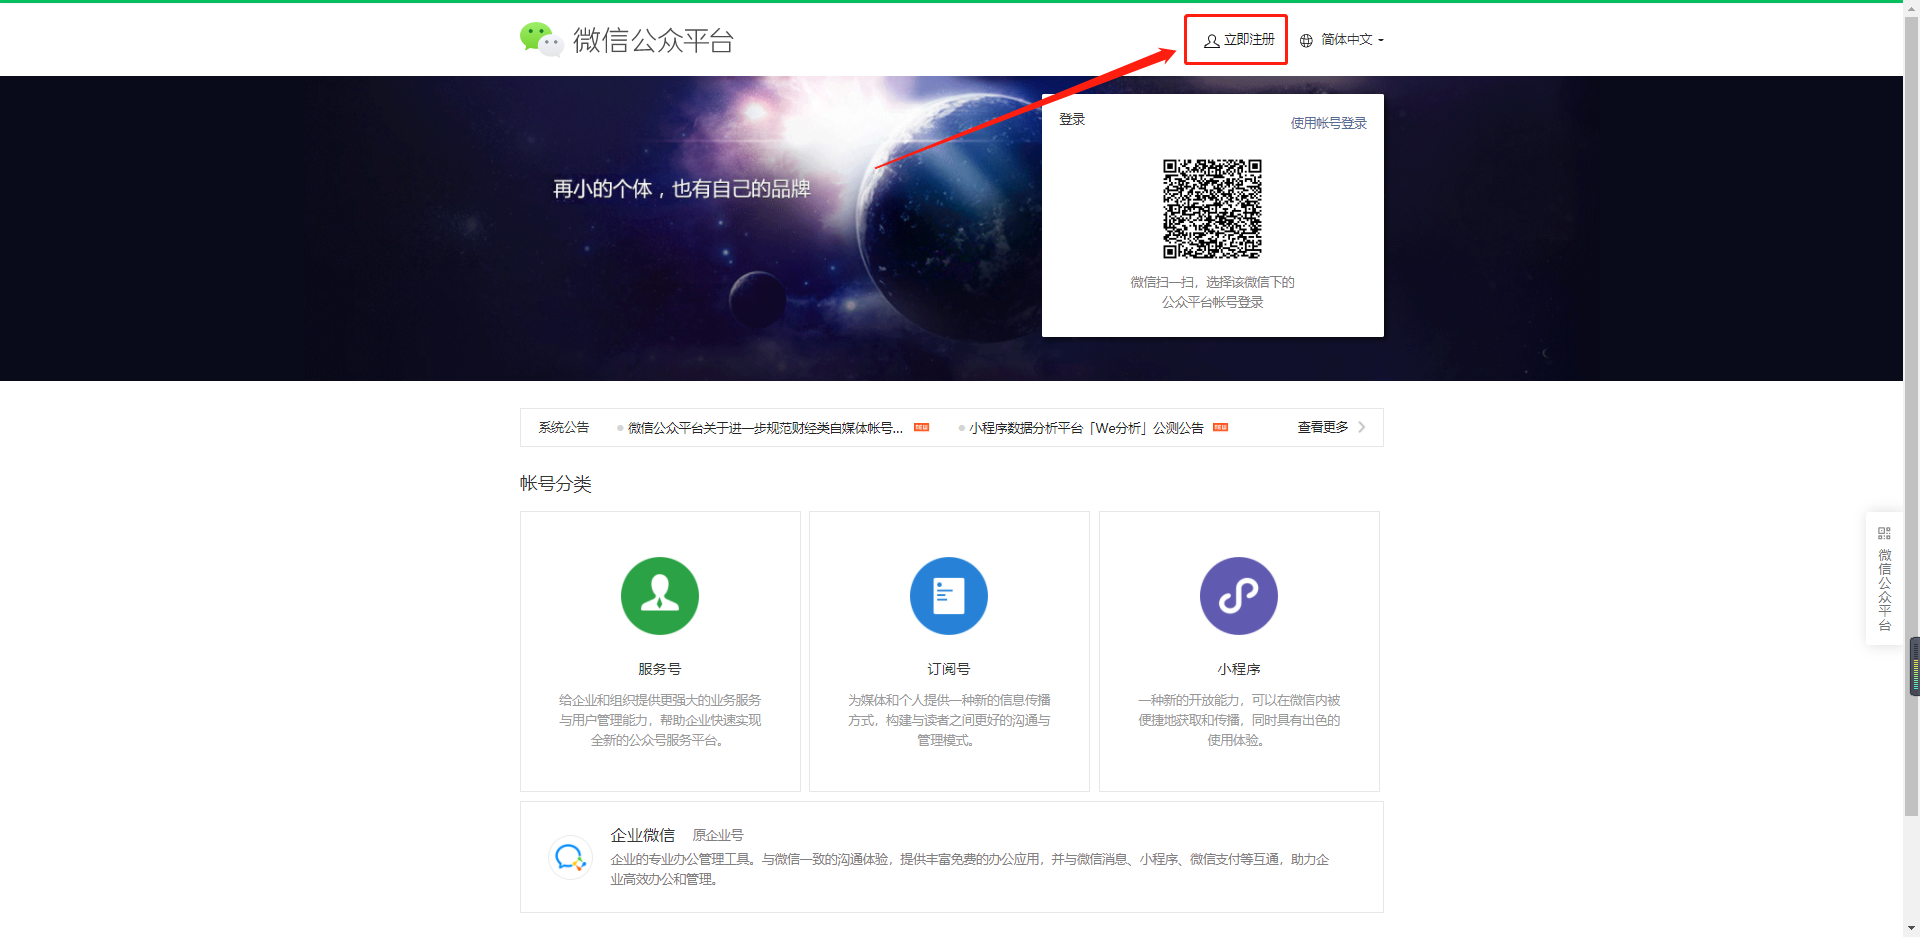 微信公众平台
立即注册
简体中文
登录
使用帐号登录
再小的个体，也有自己的品牌
微信扫一扫，选择该微信下的
公众平台帐号登录
系统公告
微信公众平台关于进一步规范财经类自媒体帐号...
小程序数据分析平台「We分析」公测公告
查看更多
帐号分类
服务号
给企业和组织提供更强大的业务服务
与用户管理能力，帮助企业快速实现
全新的公众号服务平台。
订阅号
为媒体和个人提供一种新的信息传播
方式，构建与读者之间更好的沟通与
管理模式。
小程序
一种新的开放能力，可以在微信内被
便捷地获取和传播，同时具有出色的
使用体验。
企业微信 原企业号
企业的专业办公管理工具。与微信一致的沟通体验，提供丰富免费的办公应用，并与微信消息、小程序、微信支付等互通，助力企
业高效办公和管理。
微信公众平台